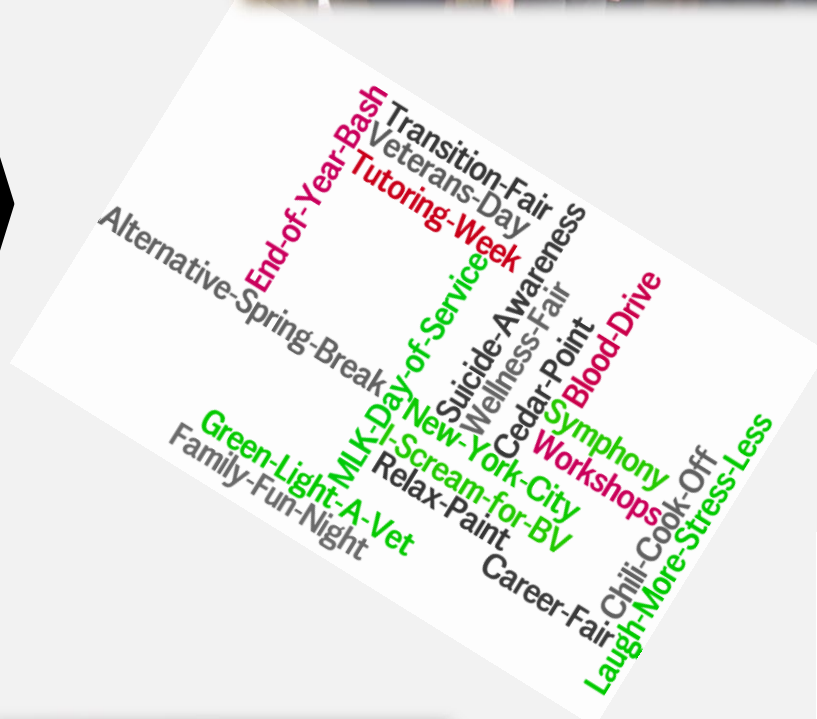 End-of-Year-Bash
Transition-Fair
Veterans-Day
Tutoring-Week
Alternative-Spring-Break
MLK-Day-of-Service
Suicide-Awareness
Wellness-Fair
Cedar-Point
Blood-Drive
Symphony
Workshops
New-York-City
I-Scream-for-BV
Relax-Paint
Green-Light-A-Vet
Family-Fun-Night
Career-Fair
Chili-Cook-Off
Laugh-More-Stress-Less